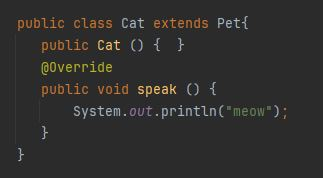 public class Cat extends Pet{
public Cat () {  }
@Override
public void speak () {
System.out.println("meow");
}
}